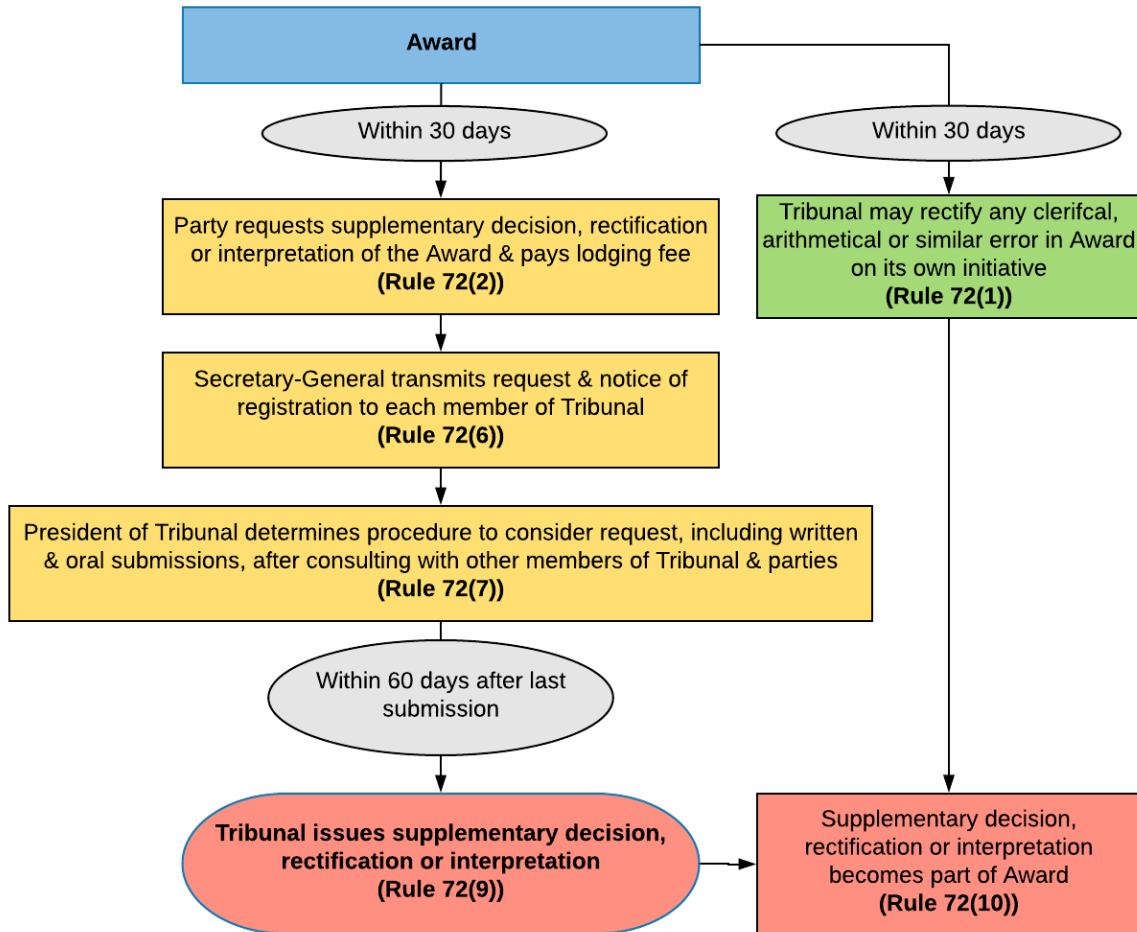 Award
Within 30 days
Within 30 days
Party requests supplementary decision, rectification
or interpretation of the Award & pays lodging fee
(Rule 72(2))
Tribunal may rectify any clerifcal,
arithmetical or similar error in Award
on its own initiative
(Rule 72(1))
Secretary-General transmits request & notice of
registration to each member of Tribunal
(Rule 72(6))
President of Tribunal determines procedure to consider request, including written
& oral submissions, after consulting with other members of Tribunal & parties
(Rule 72(7))
Within 60 days after last
submission
Tribunal issues supplementary decision,
rectification or interpretation
(Rule 72(9))
Supplementary decision,
rectification or interpretation
becomes part of Award
(Rule 72(10))